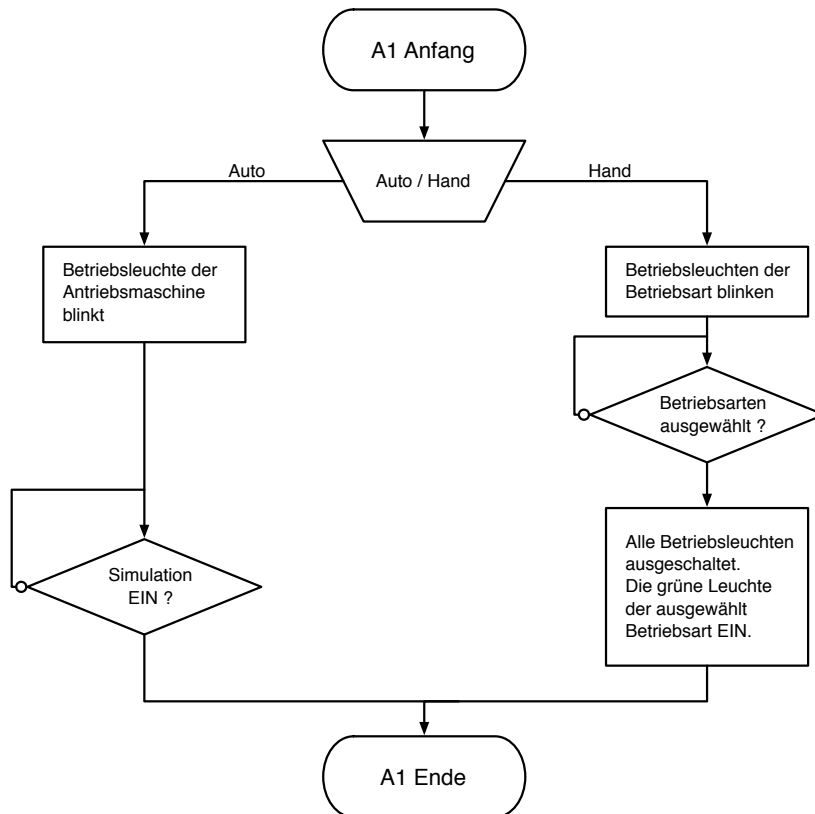 A1 Anfang
Auto / Hand
Auto
Hand
Betriebsleuchte der
Antriebsmaschine
blinkt
Betriebsleuchten der
Betriebsart blinken
Betriebsarten
ausgewählt ?
Simulation
EIN ?
Alle Betriebsleuchten
ausgeschaltet.
Die grüne Leuchte
der ausgewählt
Betriebsart EIN.
A1 Ende